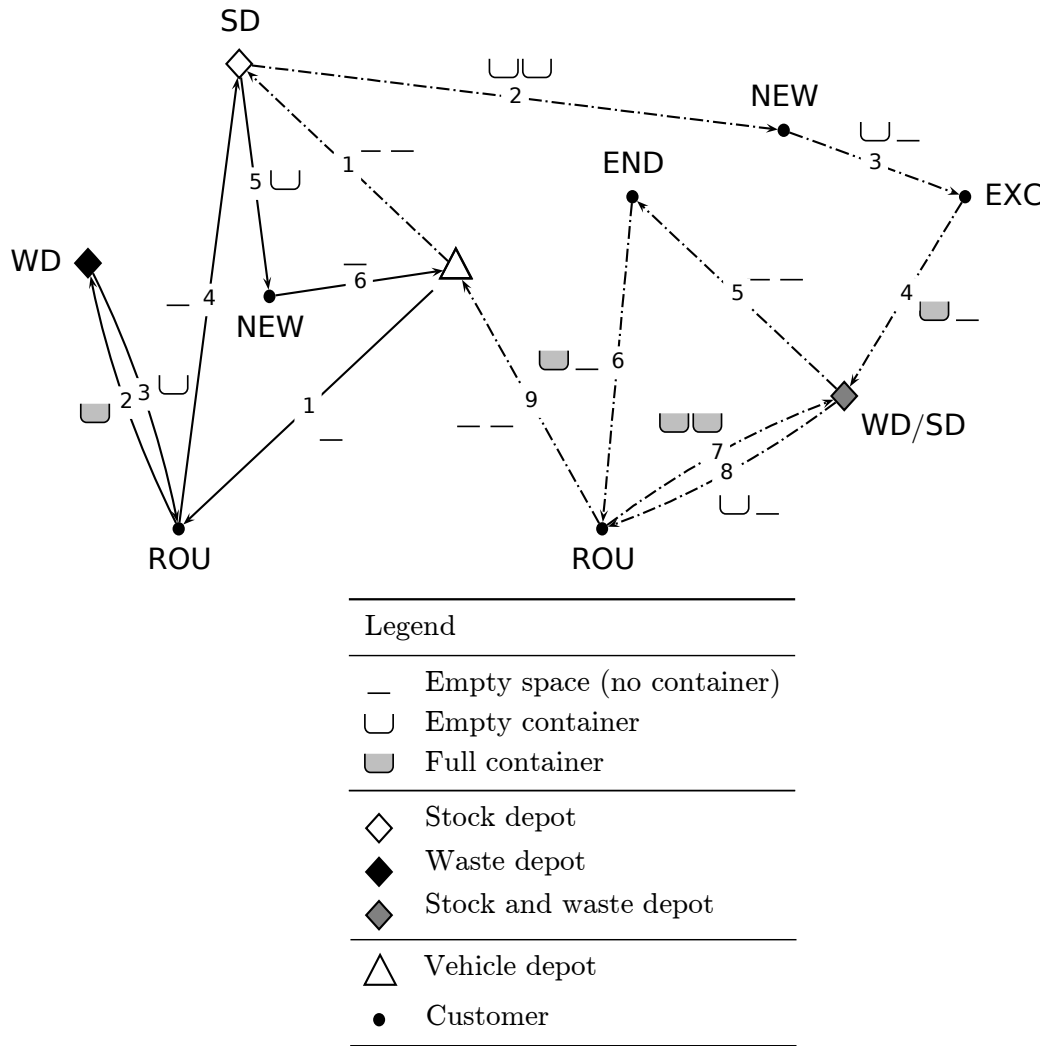 SD
2
NEW
3
1
END
EXC
5
WD
6
4
NEW
5
4
WD/SD
2
3
1
9
6
7
8
ROU
ROU
Legend
Empty space (no container)
Empty container
Full container
Stock depot
Waste depot
Stock and waste depot
Vehicle depot
Customer